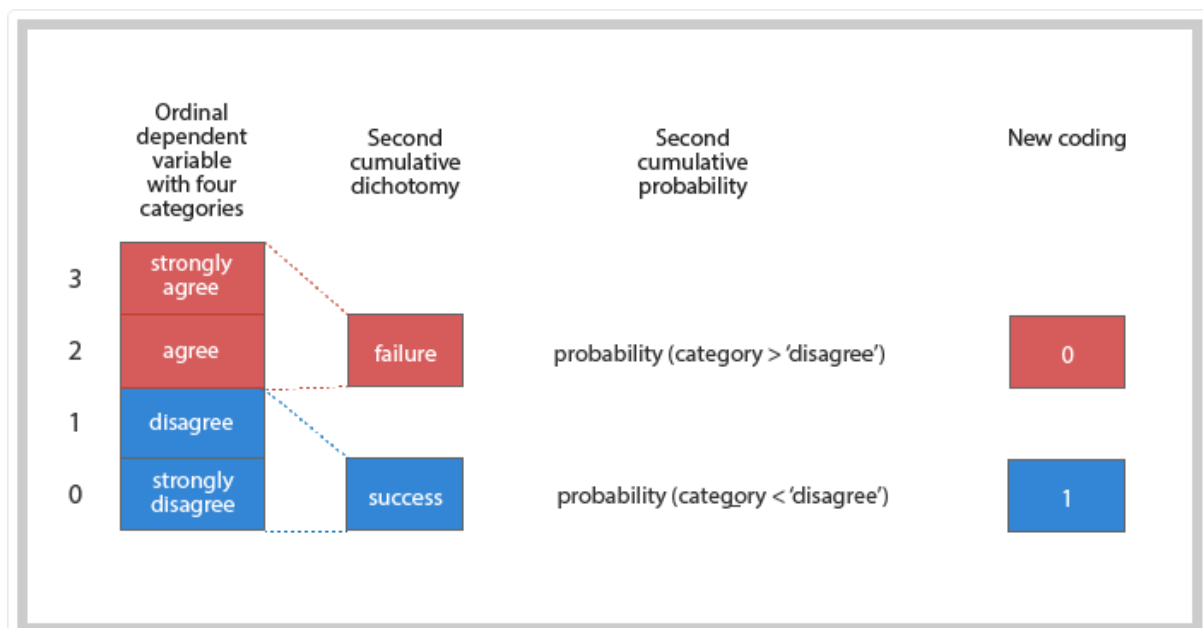 Ordinal
dependent
variable
with four
categories
Second
cumulative
dichotomy
Second
cumulative
probability
New coding
3
strongly
agree
2
agree
failure
probability (category > ‘disagree’)
0
1
disagree
0
strongly
disagree
success
probability (category < ‘disagree’)
1